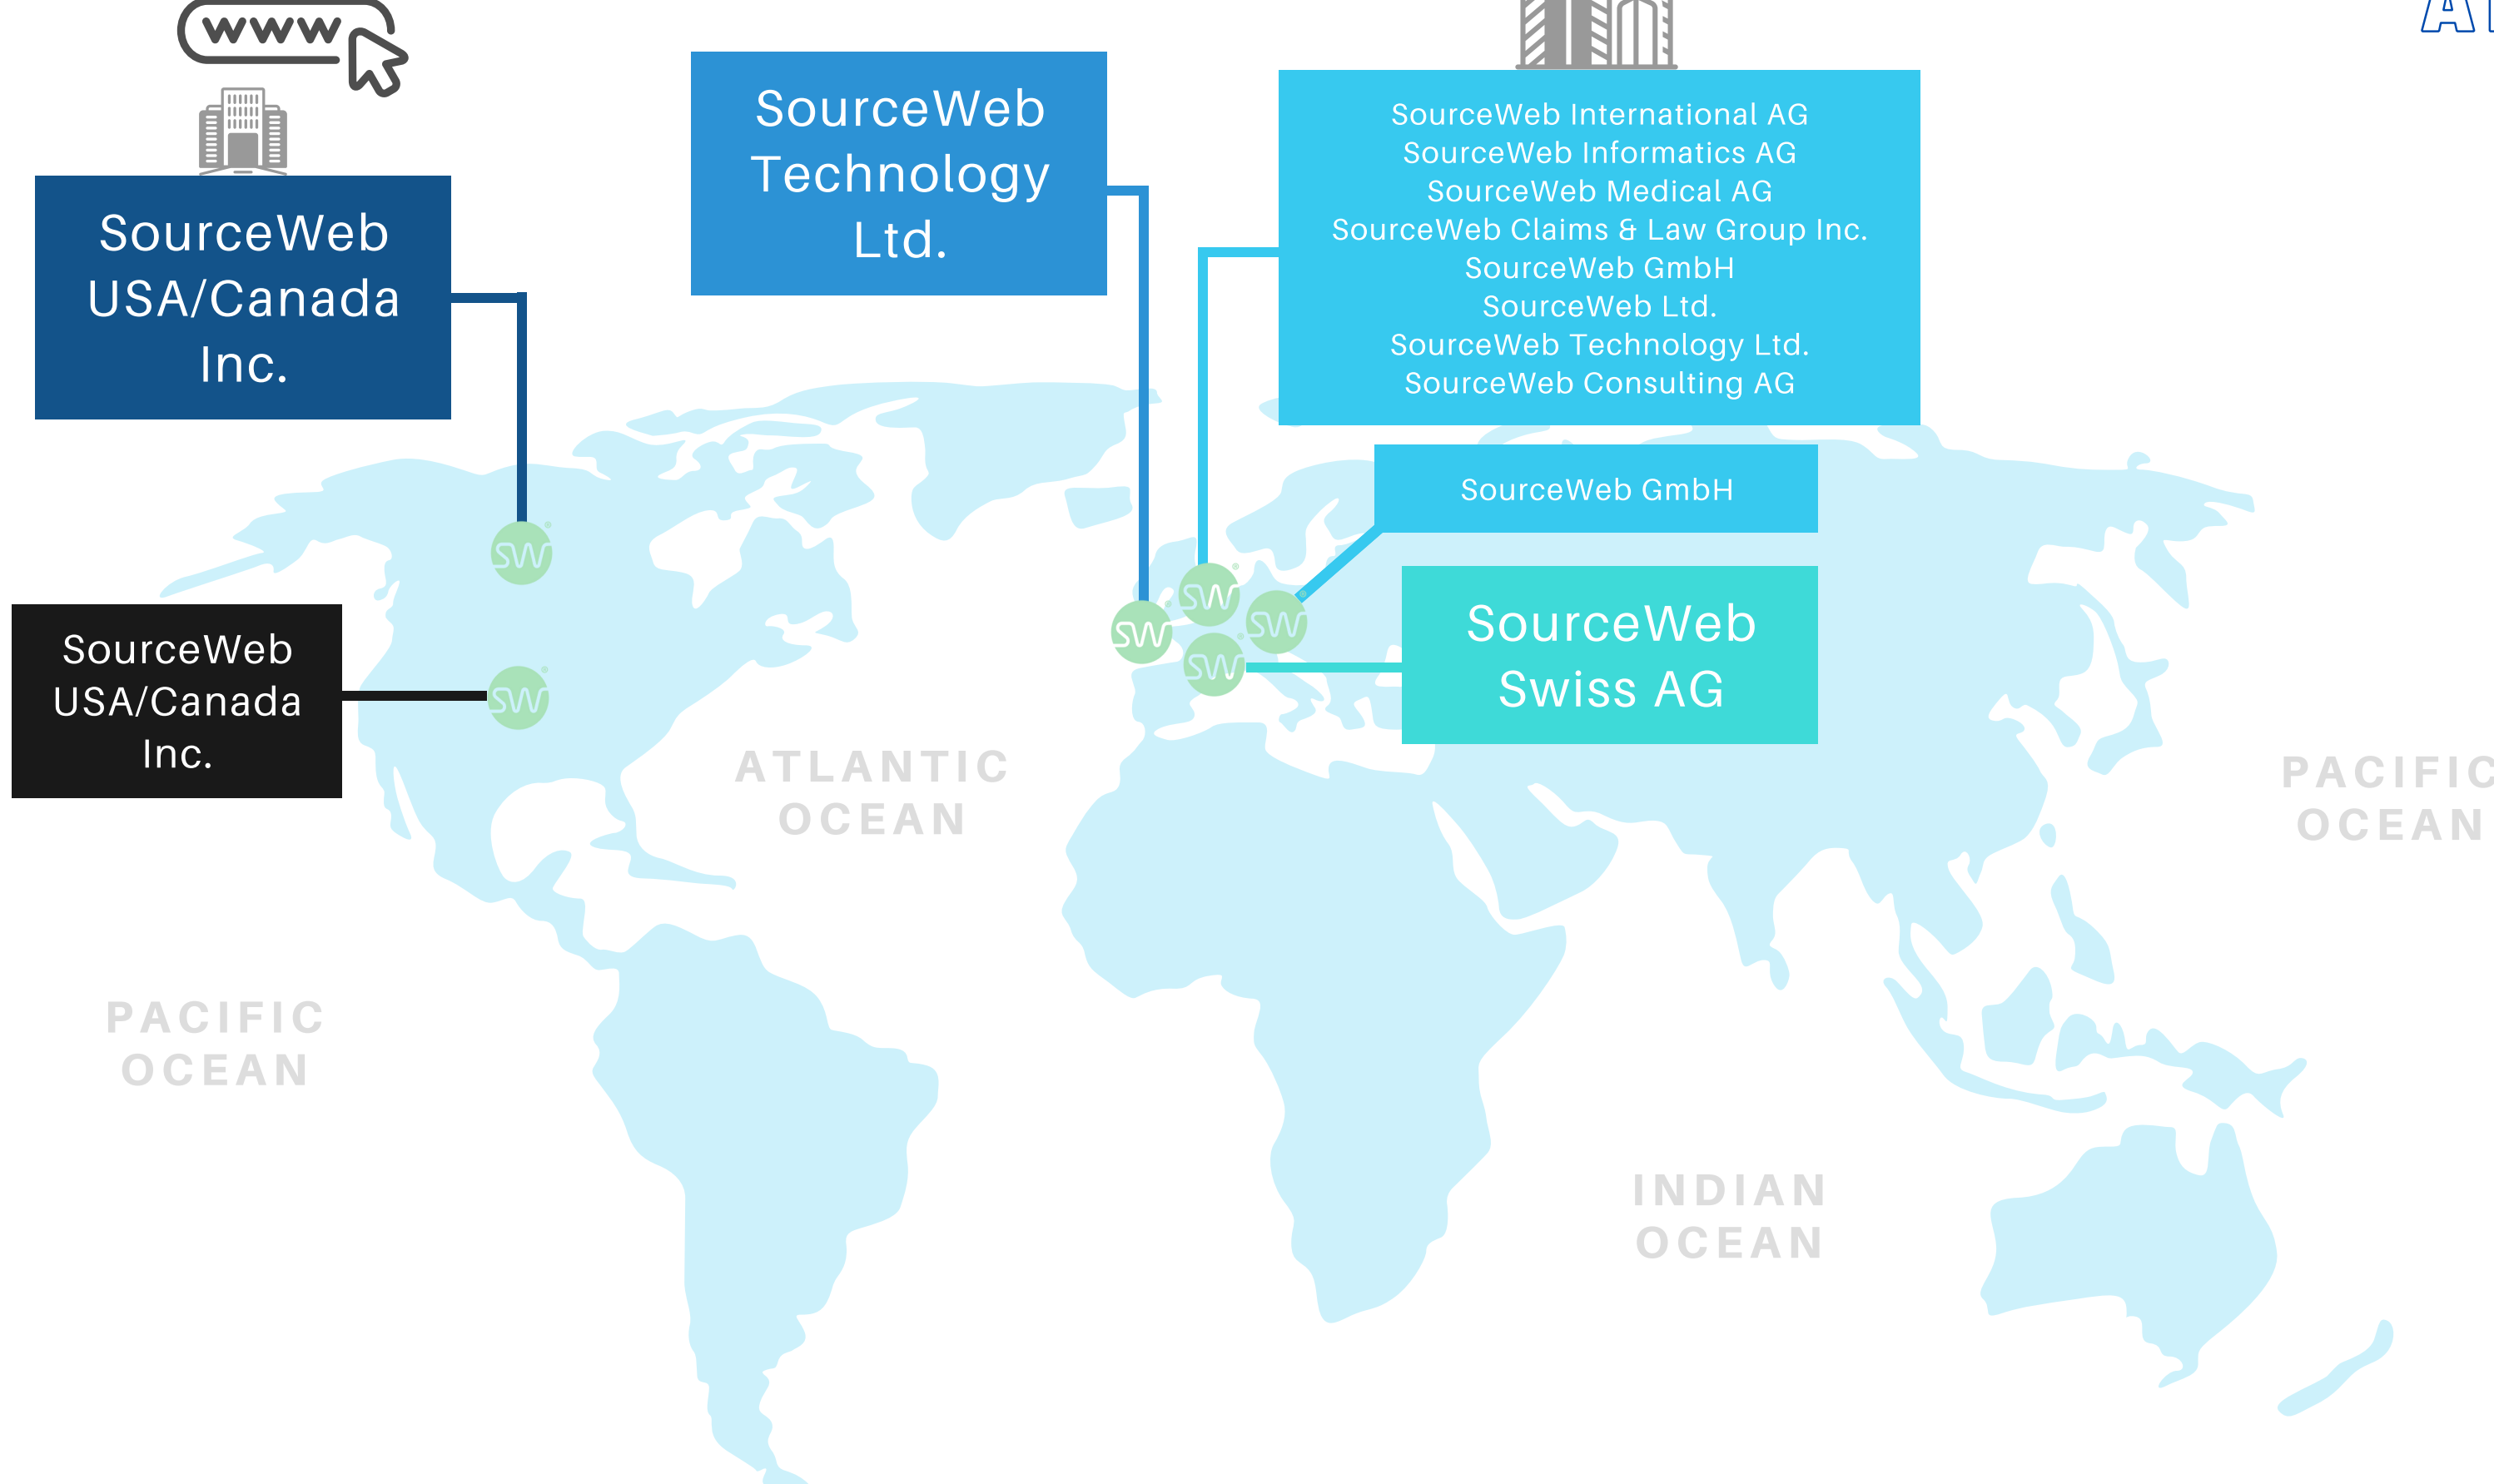 www
SourceWeb
USA/Canada
Inc.
SourceWeb
Technology
Ltd.
SourceWeb International AG
SourceWeb Informatics AG
SourceWeb Medical AG
SourceWeb Claims & Law Group Inc.
SourceWeb GmbH
SourceWeb Ltd.
SourceWeb Technology Ltd.
SourceWeb Consulting AG
SourceWeb GmbH
SW
SW
SW
SW
SW
SourceWeb
Swiss AG
SourceWeb
USA/Canada
Inc.
SW
ATLANTIC
OCEAN
PACIFIC
OCEAN
PACIFIC
OCEAN
INDIAN
OCEAN